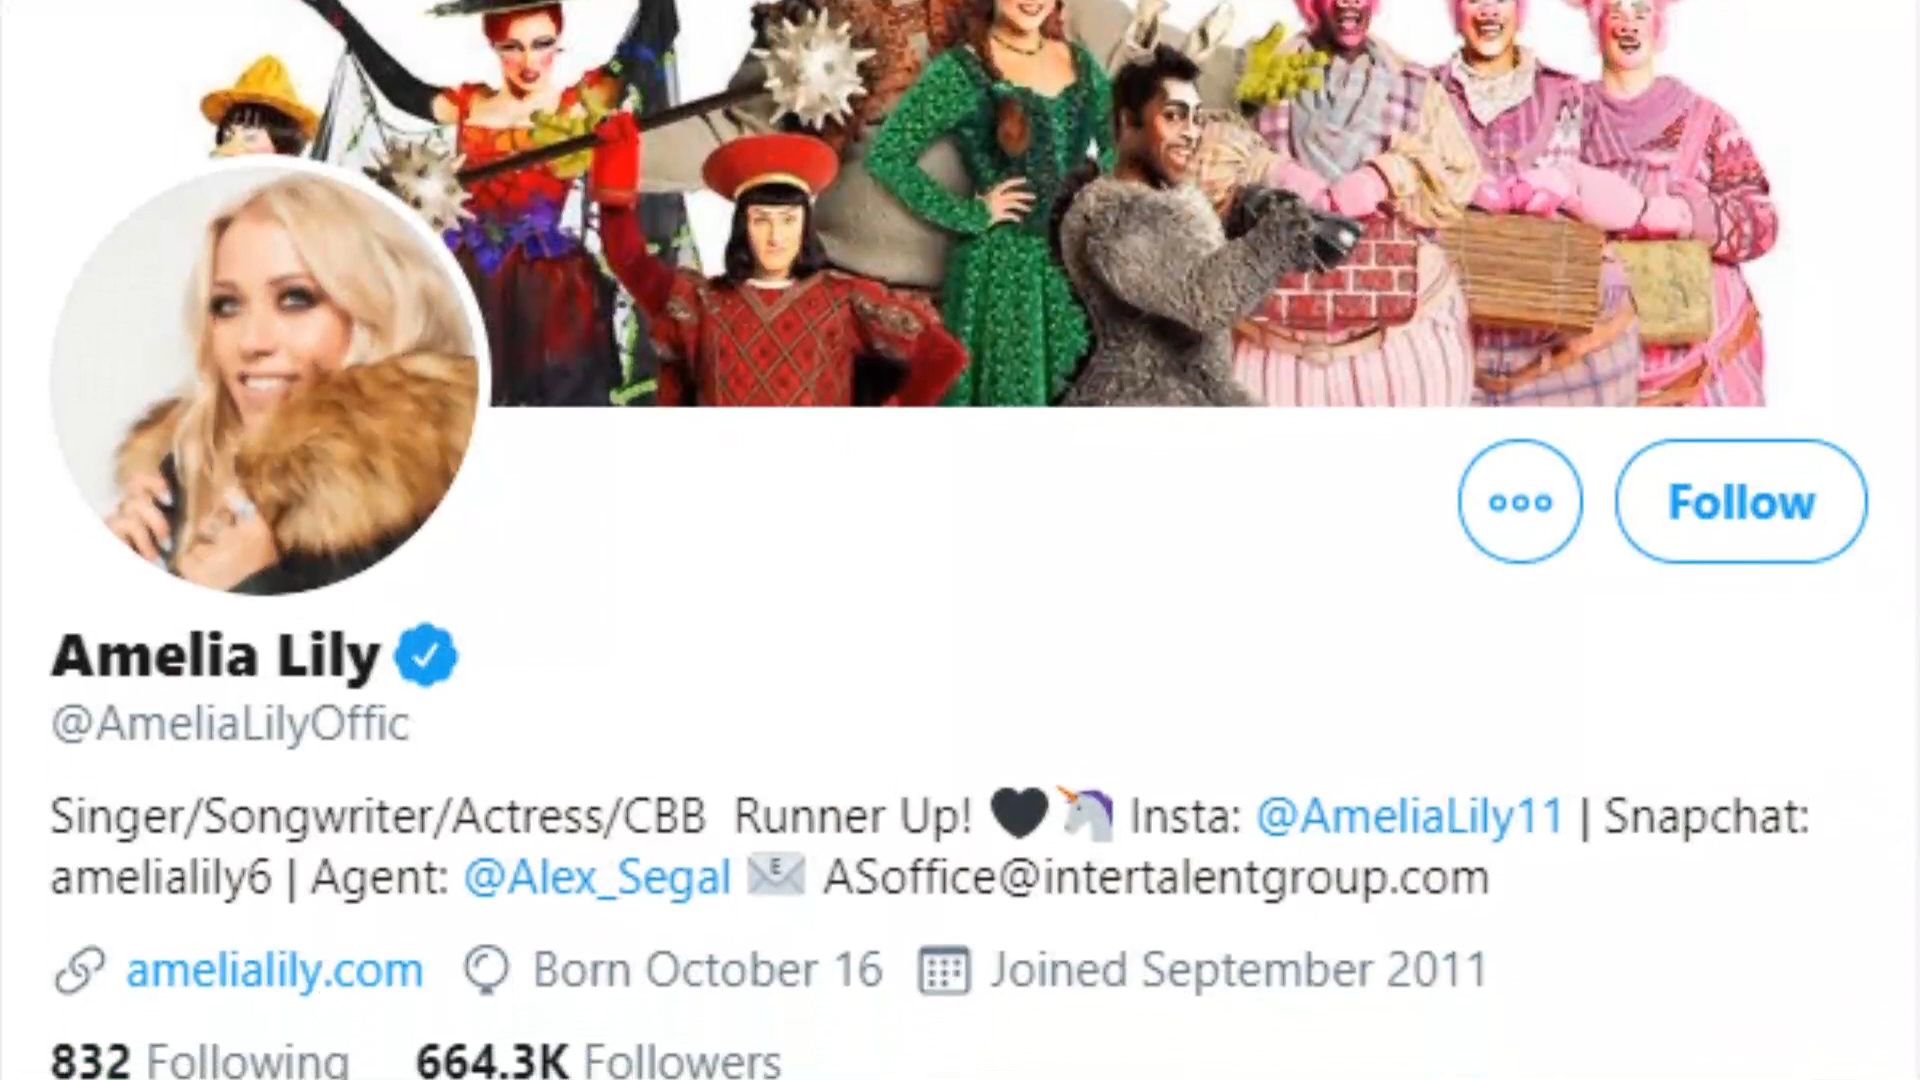 Follow
Amelia Lily
@AmeliaLilyOffic
Singer/Songwriter/Actress/CBB Runner Up! 🖤🦄 Insta: @AmeliaLily11 | Snapchat:
amelialily6 | Agent: @Alex_Segal 📧 ASoffice@intertalentgroup.com
amelialily.com Born October 16 Joined September 2011
832 Following 664.3K Followers